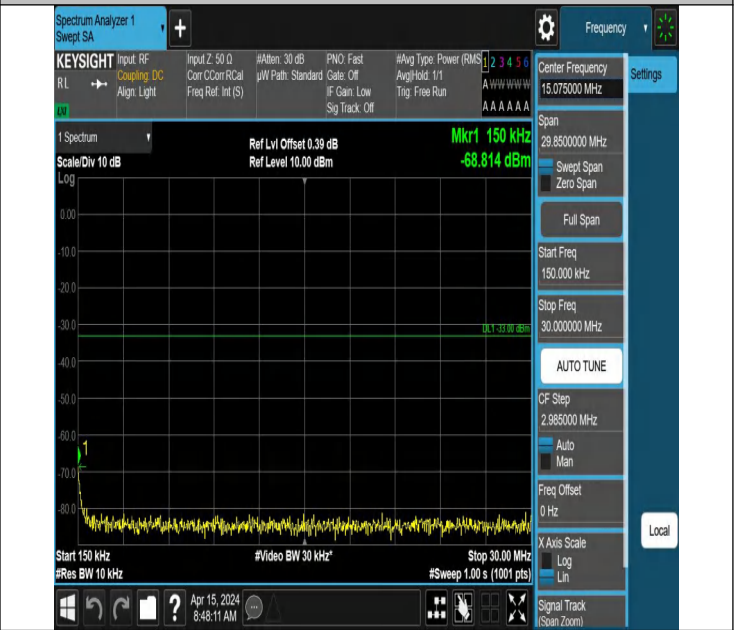 Spectrum Analyzer 1
Swept SA
+
Frequency
KEYSIGHT
RL
Input: RF
Coupling: DC
Align: Light
Input Z: 50 Ω
Corr CCorr RCal
Freq Ref: Int (S)
#Atten: 30 dB
µW Path: Standard
PNO: Fast
Gate: Off
IF Gain: Low
Sig Track: Off
#Avg Type: Power (RMS
Avg|Hold: 1/1
Trig: Free Run
1 2 3 4 5 6
A W W W W W
A A A A A A
1 Spectrum
Scale/Div 10 dB
Log
Ref Lvl Offset 0.39 dB
Ref Level 10.00 dBm
Mkr1 150 kHz
-68.814 dBm
0.00
-10.0
-20.0
-30.0
DL1 -33.00 dBm
-40.0
-50.0
-60.0
1
-70.0
-80.0
Start 150 kHz
#Video BW 30 kHz*
Stop 30.00 MHz
#Res BW 10 kHz
#Sweep 1.00 s (1001 pts)
?
Apr 15, 2024
8:48:11 AM
Center Frequency
15.075000 MHz
Settings
Span
29.8500000 MHz
Swept Span
Zero Span
Full Span
Start Freq
150.000 kHz
Stop Freq
30.000000 MHz
AUTO TUNE
CF Step
2.985000 MHz
Auto
Man
Freq Offset
0 Hz
Local
X Axis Scale
Log
Lin
Signal Track
(Span Zoom)